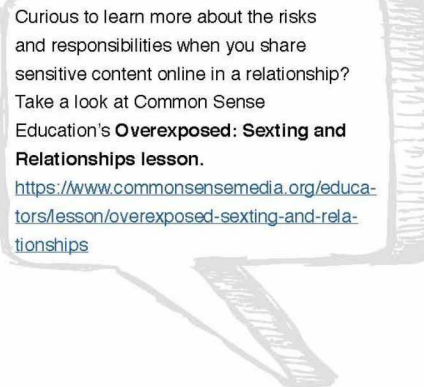 Curious to learn more about the risks
and responsibilities when you share
sensitive content online in a relationship?
Take a look at Common Sense
Education's Overexposed: Sexting and
Relationships lesson.
https://www.commonsensemedia.org/educa-
tors/lesson/overexposed-sexting-and-rela-
tionships